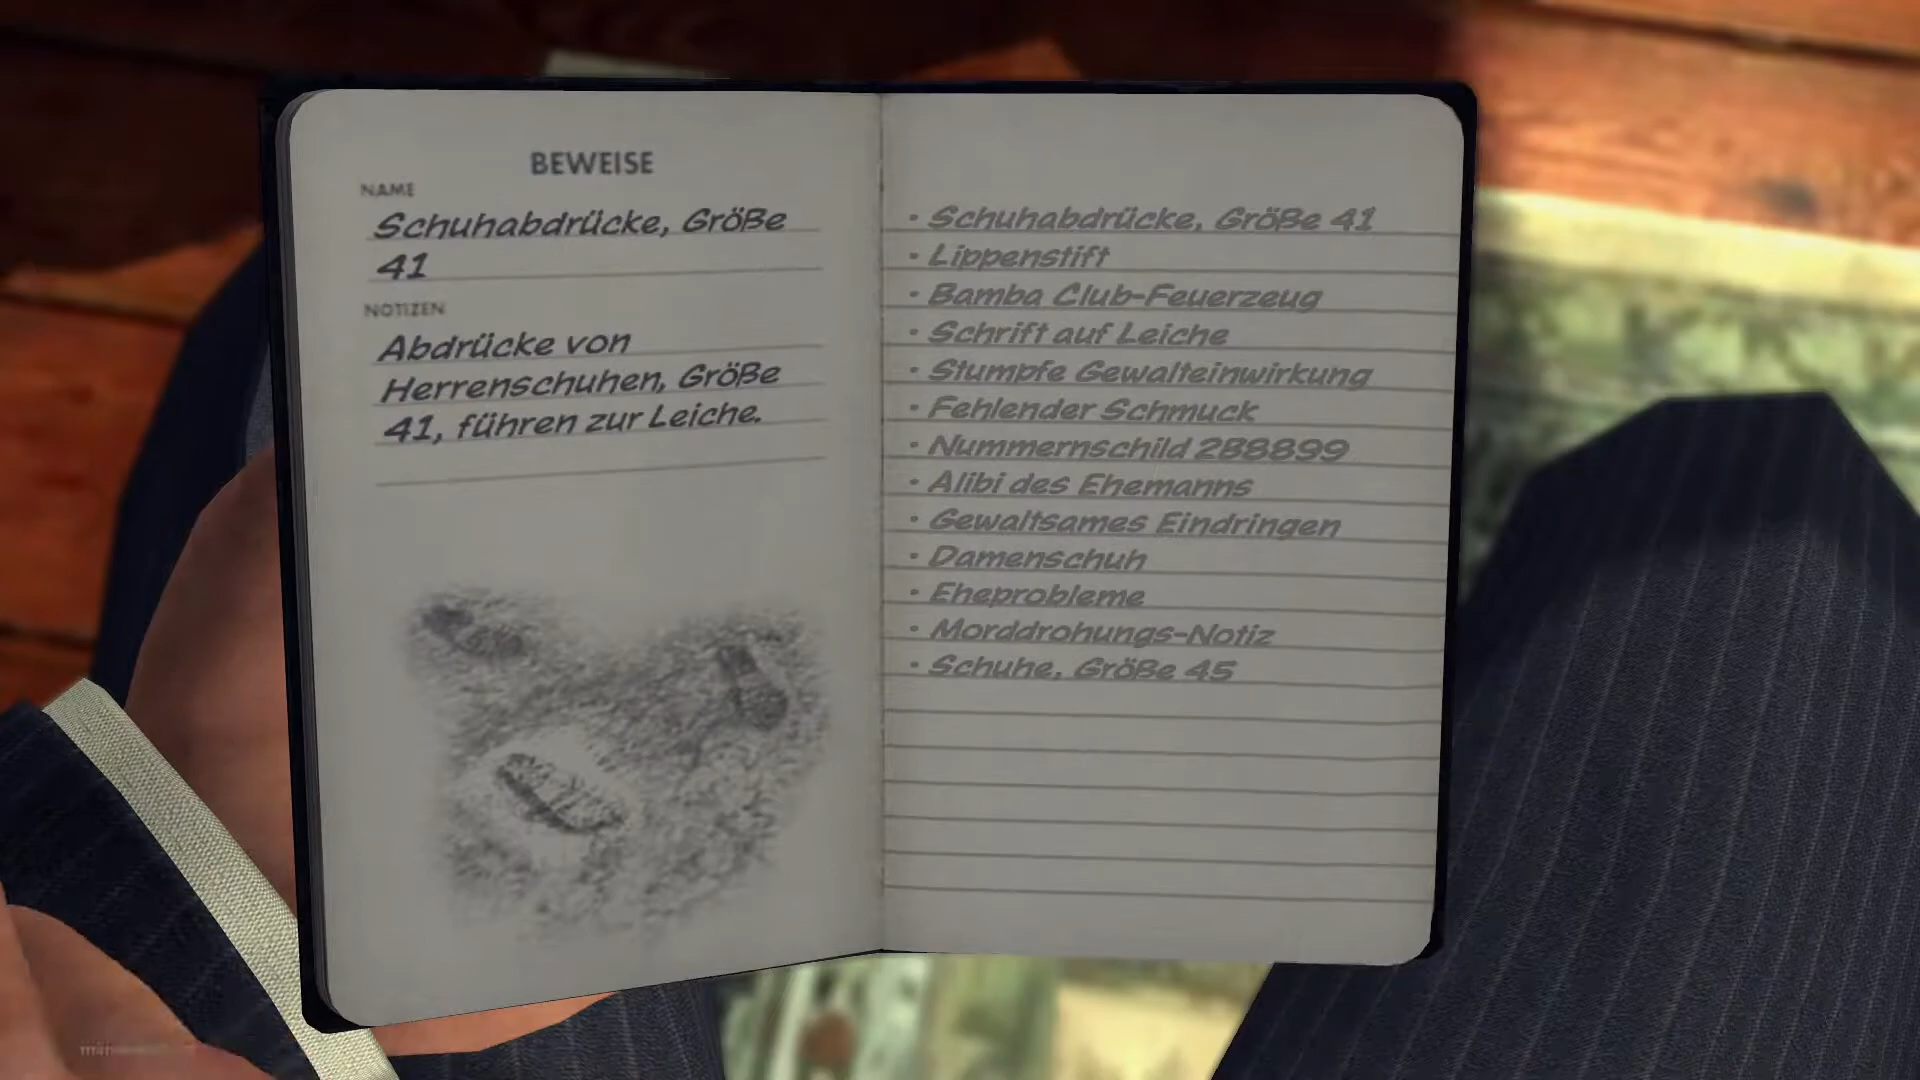 BEWEISE
NAME
Schuhabdrücke, Größe
41
NOTIZEN
Abdrücke von
Herrenschuhen, Größe
41, führen zur Leiche.
• Schuhabdrücke, Größe 41
• Lippenstift
• Bamba Club-Feuerzeug
• Schrift auf Leiche
• Stumpfe Gewalteinwirkung
• Fehlender Schmuck
• Nummernschild 2B8899
• Alibi des Ehemanns
• Gewaltsames Eindringen
• Damenschuh
• Eheprobleme
• Morddrohungs-Notiz
• Schuhe, Größe 45